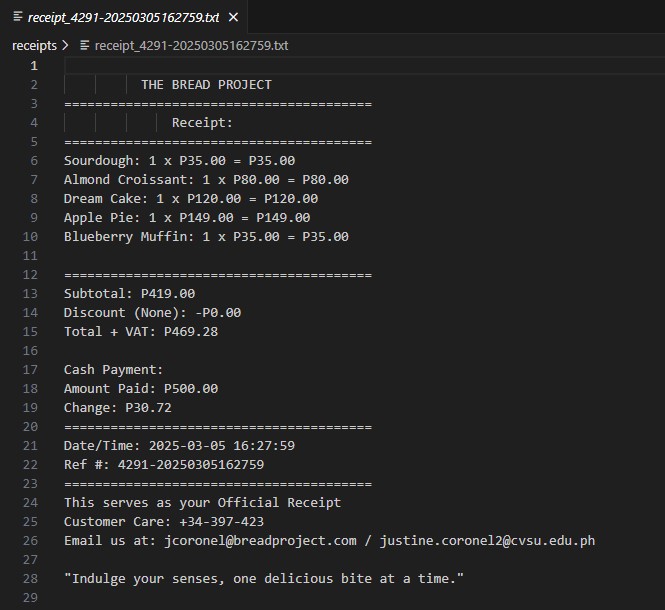 receipt_4291-20250305162759.txt ×
receipts > receipt_4291-20250305162759.txt
1
2 THE BREAD PROJECT
3 ========================================
4 Receipt:
5 ========================================
6 Sourdough: 1 x P35.00 = P35.00
7 Almond Croissant: 1 x P80.00 = P80.00
8 Dream Cake: 1 x P120.00 = P120.00
9 Apple Pie: 1 x P149.00 = P149.00
10 Blueberry Muffin: 1 x P35.00 = P35.00
11
12 ========================================
13 Subtotal: P419.00
14 Discount (None): -P0.00
15 Total + VAT: P469.28
16
17 Cash Payment:
18 Amount Paid: P500.00
19 Change: P30.72
20 ========================================
21 Date/Time: 2025-03-05 16:27:59
22 Ref #: 4291-20250305162759
23 ========================================
24 This serves as your Official Receipt
25 Customer Care: +34-397-423
26 Email us at: jcoronel@breadproject.com / justine.coronel2@cvsu.edu.ph
27
28 "Indulge your senses, one delicious bite at a time."
29